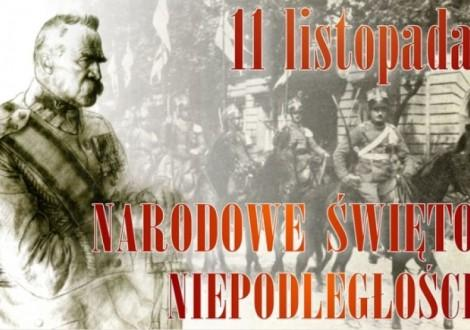 11 listopada
NARODOWE ŚWIĘTO
NIEPODLEGŁOŚCI